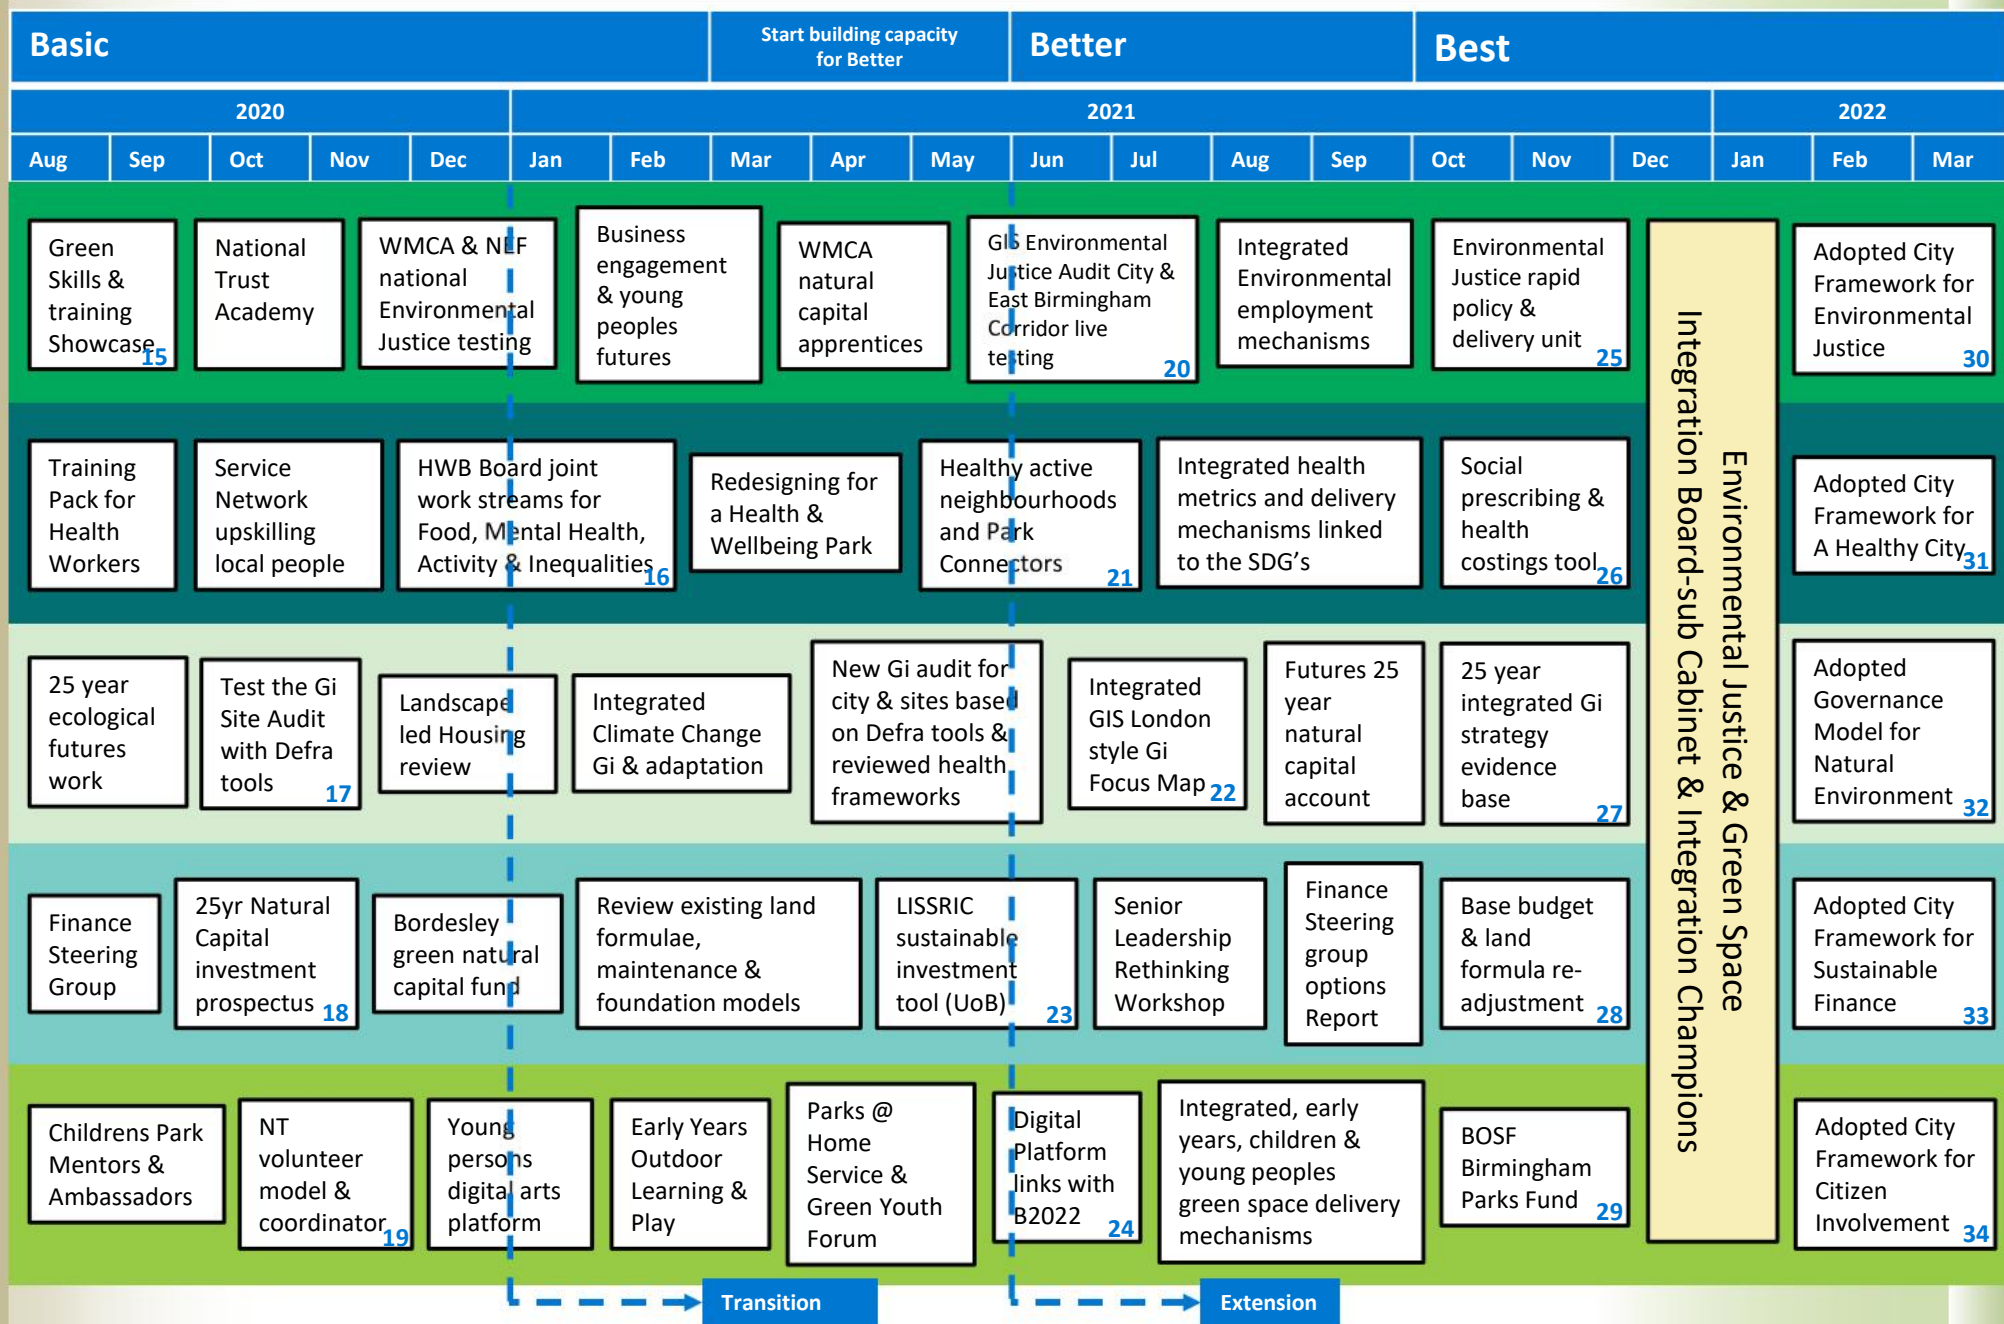 Basic
Start building capacity
for Better
Better
Best
2020
2021
2022
Aug
Sep
Oct
Nov
Dec
Jan
Feb
Mar
Apr
May
Jun
Jul
Aug
Sep
Oct
Nov
Dec
Jan
Feb
Mar
Green
Skills &
training
Showcase
15
National
Trust
Academy
WMCA & NEF
national
Environmental
Justice testing
Business
engagement
& young
peoples
futures
WMCA
natural
capital
apprentices
GIS Environmental
Justice Audit City &
East Birmingham
Corridor live
testing
20
Integrated
Environmental
employment
mechanisms
Environmental
Justice rapid
policy &
delivery unit
25
Environmental Justice & Green Space
Integration Board-sub Cabinet & Integration Champions
Adopted City
Framework for
Environmental
Justice
30
Training
Pack for
Health
Workers
Service
Network
upskilling
local people
HWB Board joint
work streams for
Food, Mental Health,
Activity & Inequalities
16
Redesigning for
a Health &
Wellbeing Park
Healthy active
neighbourhoods
and Park
Connectors
21
Integrated health
metrics and delivery
mechanisms linked
to the SDG's
Social
prescribing &
health
costings tool
26
Adopted City
Framework for
A Healthy City
31
25 year
ecological
futures
work
Test the Gi
Site Audit
with Defra
tools
17
Landscape
led Housing
review
Integrated
Climate Change
Gi & adaptation
New Gi audit for
city & sites based
on Defra tools &
reviewed health
frameworks
Integrated
GIS London
style Gi
Focus Map
22
Futures 25
year
natural
capital
account
25 year
integrated Gi
strategy
evidence
base
27
Adopted
Governance
Model for
Natural
Environment
32
Finance
Steering
Group
25yr Natural
Capital
investment
prospectus
18
Bordesley
green natural
capital fund
Review existing land
formulae,
maintenance &
foundation models
LISSRIC
sustainable
investment
tool (UoB)
23
Senior
Leadership
Rethinking
Workshop
Finance
Steering
group
options
Report
Base budget
& land
formula re-
adjustment
28
Adopted City
Framework for
Sustainable
Finance
33
Childrens Park
Mentors &
Ambassadors
NT
volunteer
model &
coordinator
19
Young
persons
digital arts
platform
Early Years
Outdoor
Learning &
Play
Parks @
Home
Service &
Green Youth
Forum
Digital
Platform
links with
B2022
24
Integrated, early
years, children &
young peoples
green space delivery
mechanisms
BOSF
Birmingham
Parks Fund
29
Adopted City
Framework for
Citizen
Involvement
34
Transition
Extension